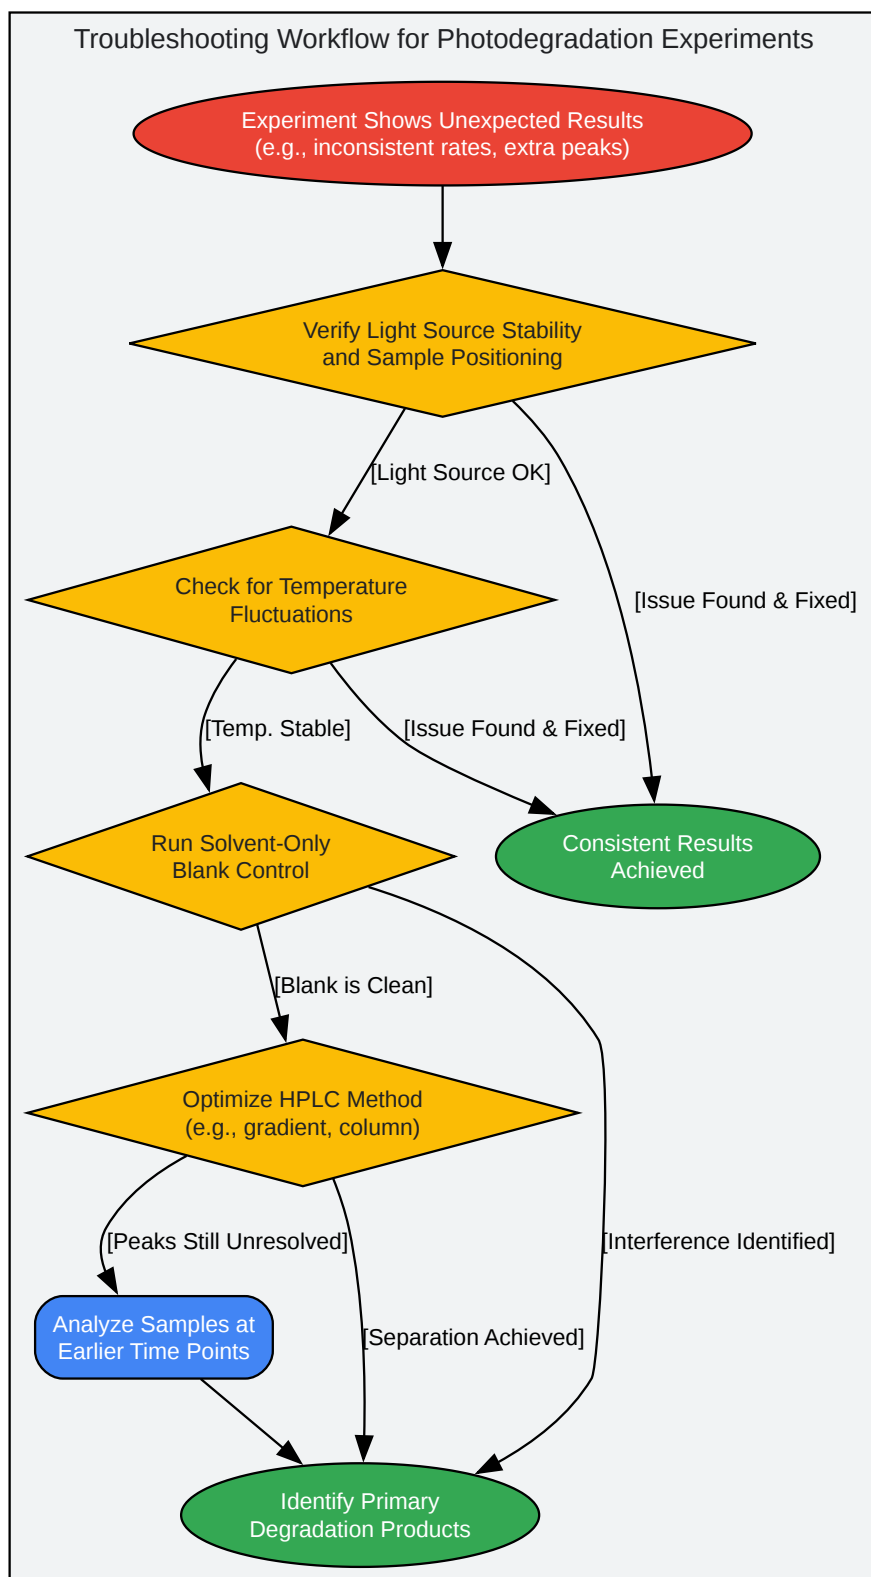 Troubleshooting Workflow for Photodegradation Experiments
Experiment Shows Unexpected Results
(e.g., inconsistent rates, extra peaks)
Verify Light Source Stability
and Sample Positioning
[Light Source OK]
Check for Temperature
Fluctuations
[Issue Found & Fixed]
[Temp. Stable]
[Issue Found & Fixed]
Run Solvent-Only
Blank Control
Consistent Results
Achieved
[Blank is Clean]
Optimize HPLC Method
(e.g., gradient, column)
[Peaks Still Unresolved]
[Interference Identified]
Analyze Samples at
Earlier Time Points
[Separation Achieved]
Identify Primary
Degradation Products